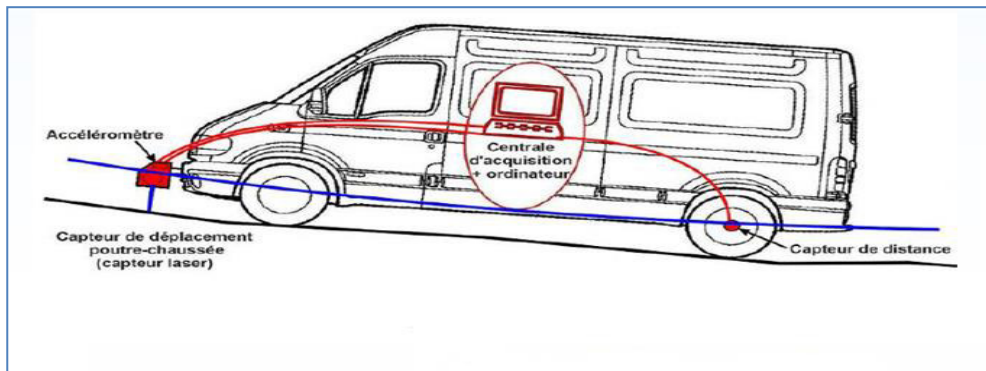 Accéléromètre
Centrale
d'acquisition
+ ordinateur
Capteur de déplacement
poutre-chaussée
(capteur laser)
Capteur de distance